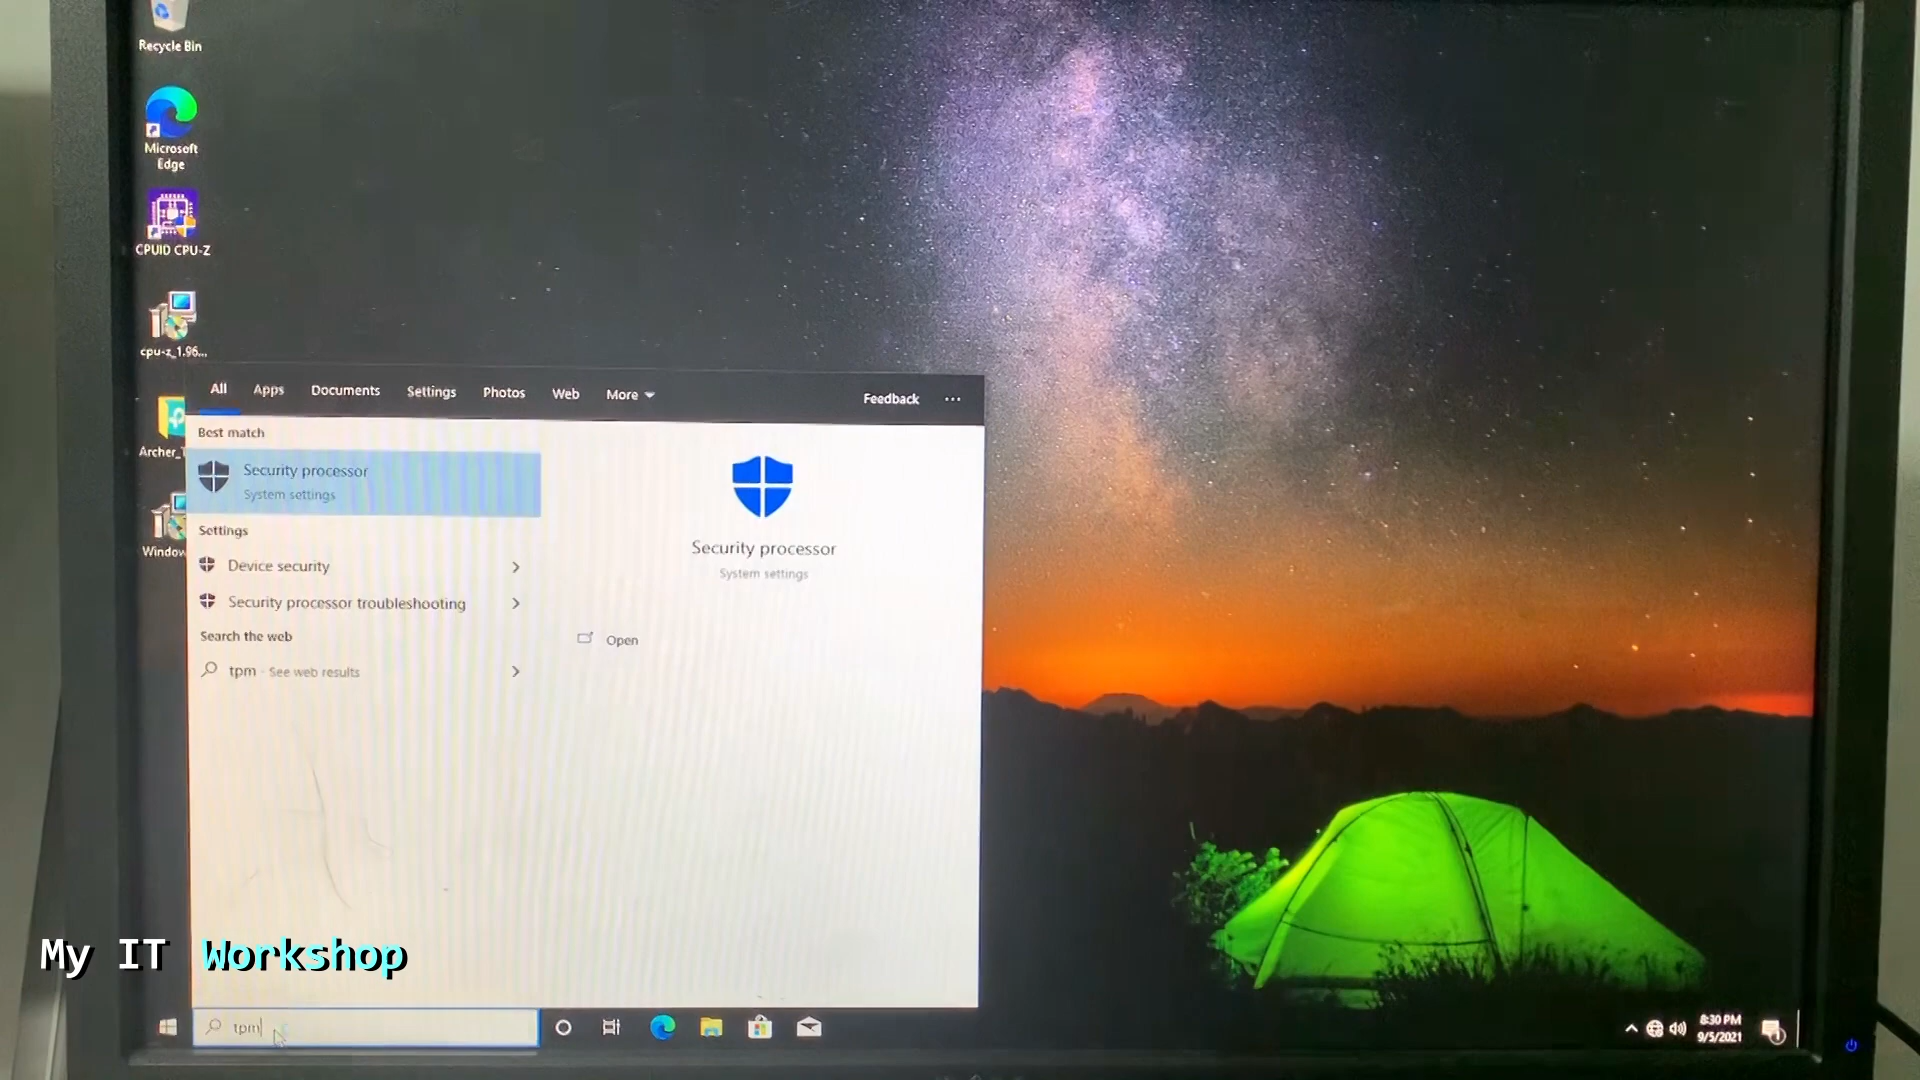 Recycle Bin
Microsoft
Edge
CPUID CPU-Z
cpu-z_1.96...
Archer_
Window
All Apps Documents Settings Photos Web More Feedback ...
Best match
Security processor
System settings
Settings
Device security
Security processor troubleshooting
Search the web
tpm - See web results
Security processor
System settings
Open
My IT Workshop
tpm
8:30 PM
9/5/2021
1